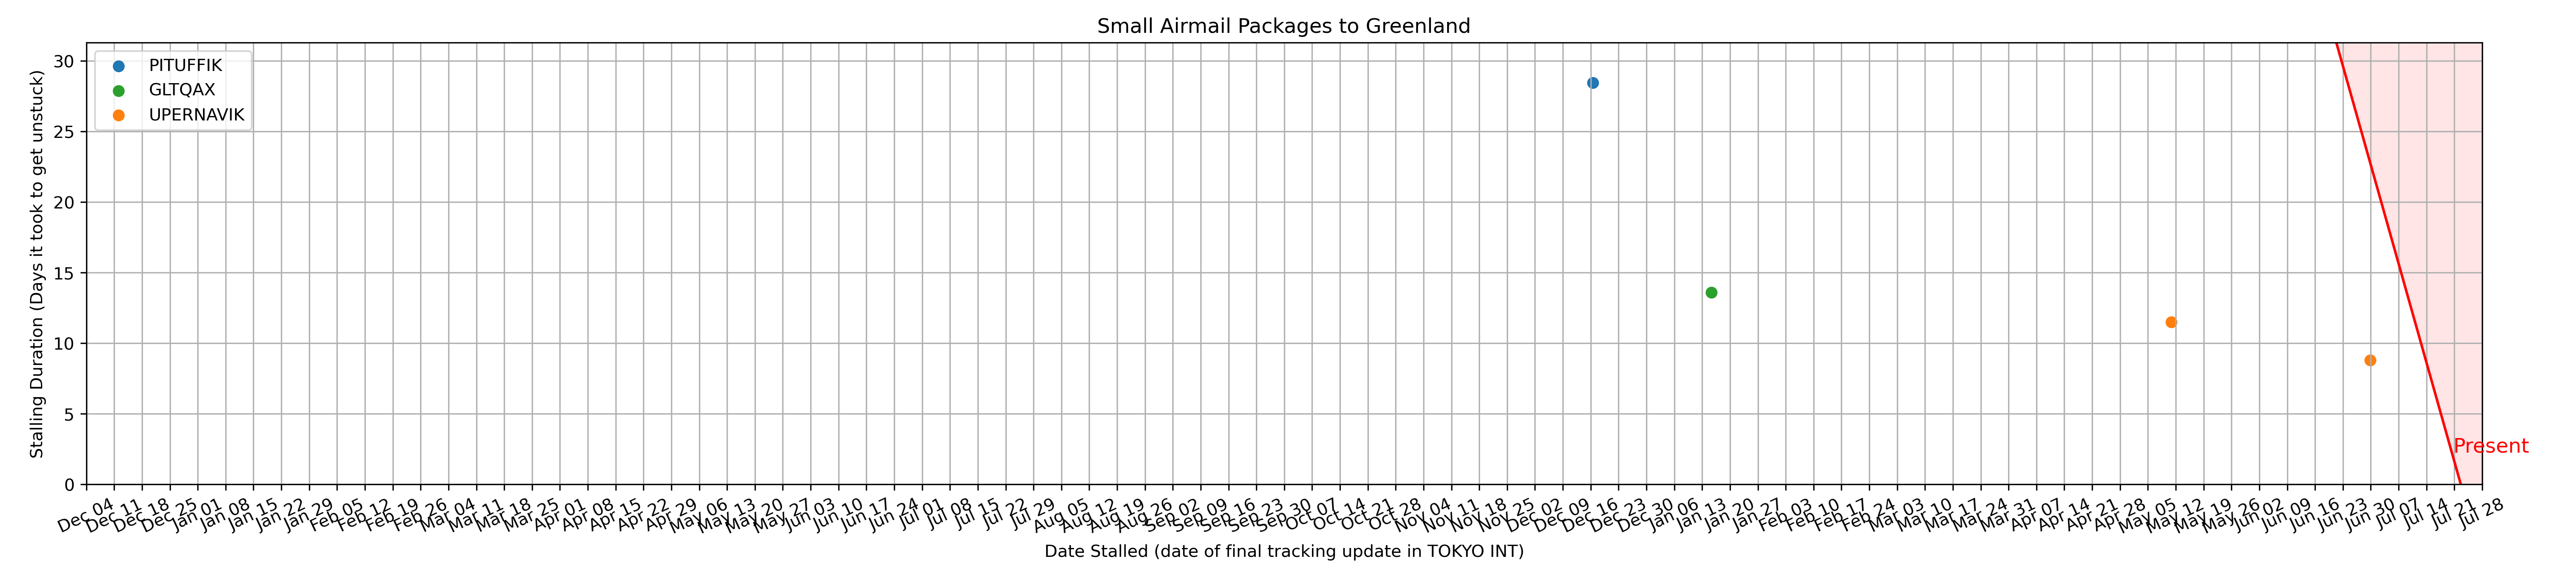 Small Airmail Packages to Greenland
PITUFFIK
GLTQAX
UPERNAVIK
Stalling Duration (Days it took to get unstuck)
30
25
20
15
10
5
0
Present
Dec 04 Dec 11 Dec 18 Dec 25 Jan 01 Jan 08 Jan 15 Jan 22 Jan 29 Feb 05 Feb 12 Feb 19 Feb 26 Mar 04 Mar 11 Mar 18 Mar 25 Apr 01 Apr 08 Apr 15 Apr 22 Apr 29 May 06 May 13 May 20 May 27 Jun 03 Jun 10 Jun 17 Jun 24 Jul 01 Jul 08 Jul 15 Jul 22 Jul 29 Aug 05 Aug 12 Aug 19 Aug 26 Sep 02 Sep 09 Sep 16 Sep 23 Sep 30 Oct 07 Oct 14 Oct 21 Oct 28 Nov 04 Nov 11 Nov 18 Nov 25 Dec 02 Dec 09 Dec 16 Dec 23 Dec 30 Jan 06 Jan 13 Jan 20 Jan 27 Feb 03 Feb 10 Feb 17 Feb 24 Mar 03 Mar 10 Mar 17 Mar 24 Mar 31 Apr 07 Apr 14 Apr 21 Apr 28 May 05 May 12 May 19 May 26 Jun 02 Jun 09 Jun 16 Jun 23 Jun 30 Jul 07 Jul 14 Jul 21 Jul 28
Date Stalled (date of final tracking update in TOKYO INT)